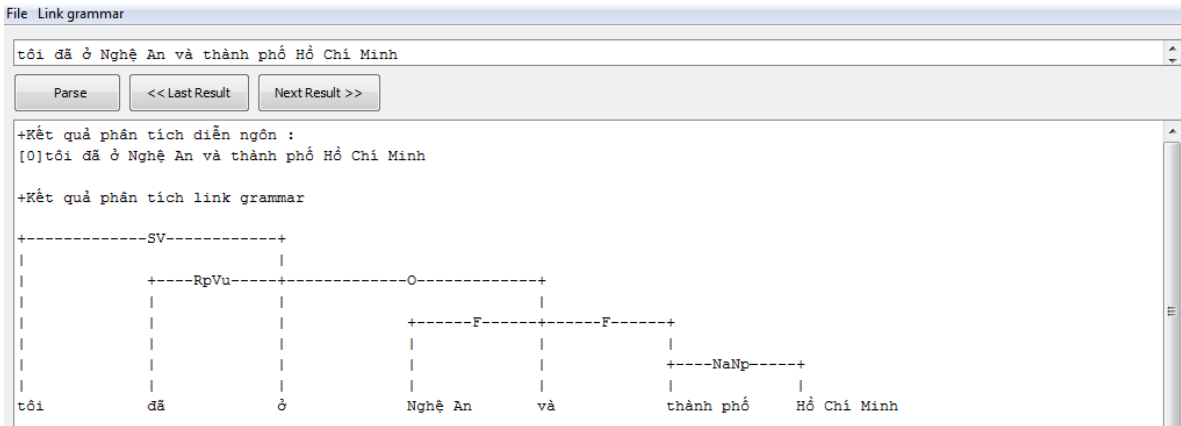 File Link grammar
tôi đã ở Nghệ An và thành phố Hồ Chí Minh
Parse << Last Result Next Result >>
+Kết quả phân tích diễn ngôn :
[0]tôi đã ở Nghệ An và thành phố Hồ Chí Minh
+Kết quả phân tích link grammar
SV
RpVu O
F F
NaNp
tôi đã ở Nghệ An và thành phố Hồ Chí Minh